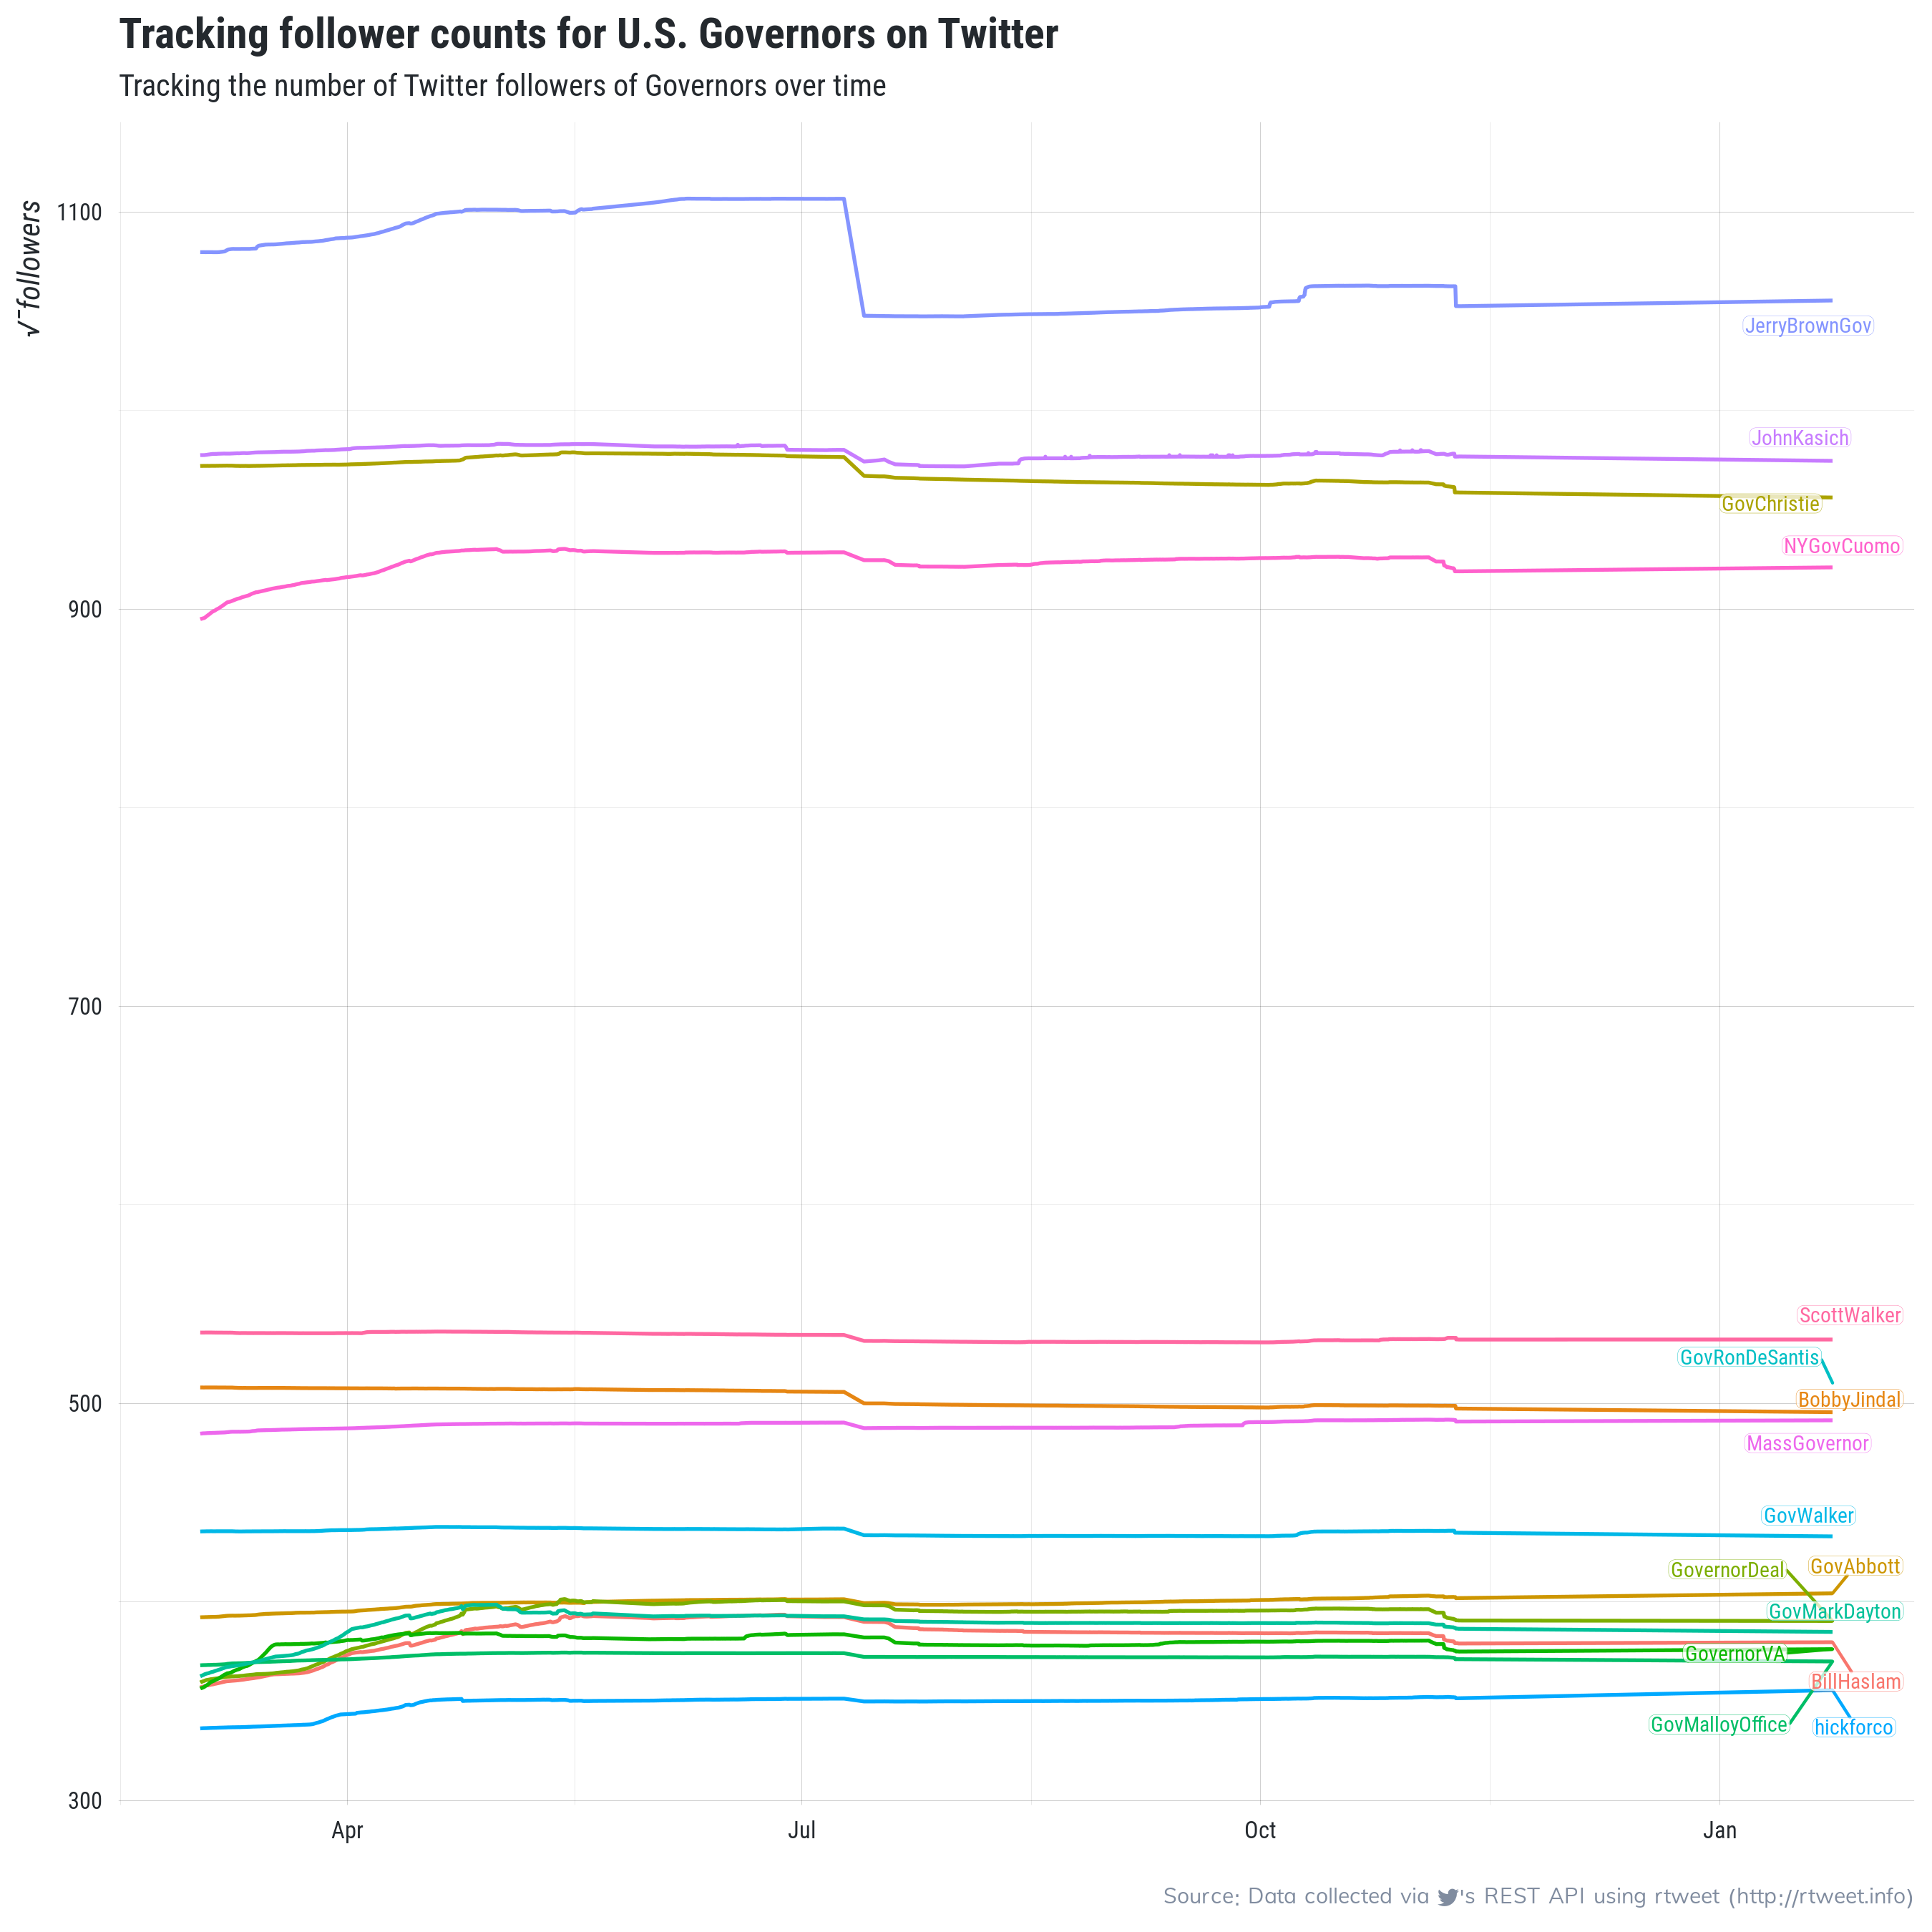 Tracking follower counts for U.S. Governors on Twitter
Tracking the number of Twitter followers of Governors over time
√¯followers
1100
900
700
500
300
JerryBrownGov
JohnKasich
GovChristie
NYGovCuomo
ScottWalker
GovRonDeSantis
BobbyJindal
MassGovernor
GovWalker
GovAbbott
GovernorDeal
GovMarkDayton
GovernorVA
BillHaslam
GovMalloyOffice
hickforco
Apr Jul Oct Jan
Source: Data collected via 's REST API using rtweet (http://rtweet.info)